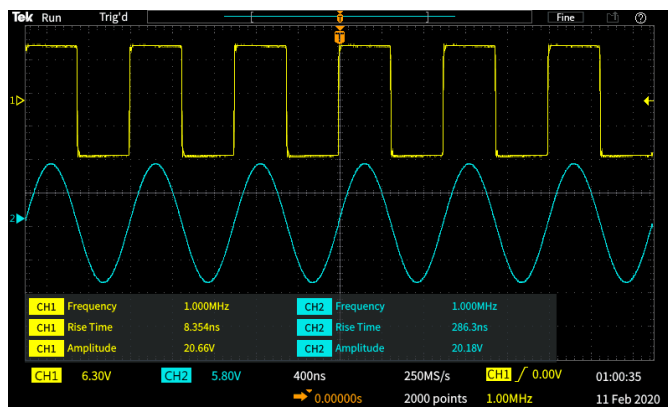 Tek Run Trig'd Fine
T
T
1
2
CH1 Frequency 1.000MHz CH2 Frequency 1.000MHz
CH1 Rise Time 8.354ns CH2 Rise Time 286.3ns
CH1 Amplitude 20.66V CH2 Amplitude 20.18V
CH1 6.30V CH2 5.80V 400ns 250MS/s CH1 0.00V 01:00:35
0.00000s 2000 points 1.00MHz 11 Feb 2020